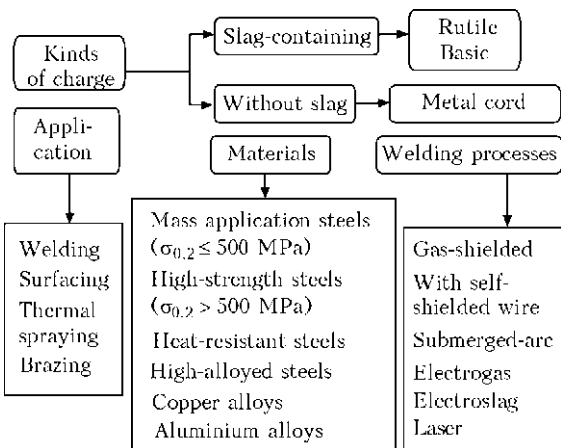 Kinds
of charge
Slag-containing
Rutile
Basic
Without slag
Metal cord
Appli-
cation
Materials
Welding processes
Welding
Surfacing
Thermal
spraying
Brazing
Mass application steels
(σ0.2 ≤ 500 MPa)
High-strength steels
(σ0.2 > 500 MPa)
Heat-resistant steels
High-alloyed steels
Copper alloys
Aluminium alloys
Gas-shielded
With self-
shielded wire
Submerged-arc
Electrogas
Electroslag
Laser